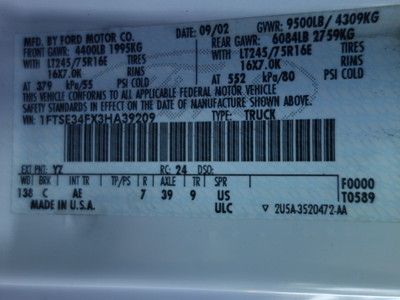 MFD. BY FORD MOTOR CO. 09/02 GVWR: 9500LB/ 4309KG
FRONT GAWR: 4400LB 1995KG REAR GAWR: 6084LB 2759KG
WITH LT245/75R16E TIRES WITH LT245/75R16E TIRES
16X7.0K RIMS 16X7.0K RIMS
AT 379 kPa/55 PSI COLD AT 552 kPa/80 PSI COLD
THIS VEHICLE CONFORMS TO ALL APPLICABLE FEDERAL MOTOR VEHICLE
SAFETY STANDARDS IN EFFECT ON THE DATE OF MANUFACTURE SHOWN ABOVE.
VIN: 1FTSE34FX3HA39209 TYPE: TRUCK
EXT PNT: YZ RC: 24 DSO:
WB BRK INT TR TP/PS R AXLE TR SPR F0000
138 C AE 7 39 9 US T0589
MADE IN U.S.A. ULC 2U5A-3520472-AA